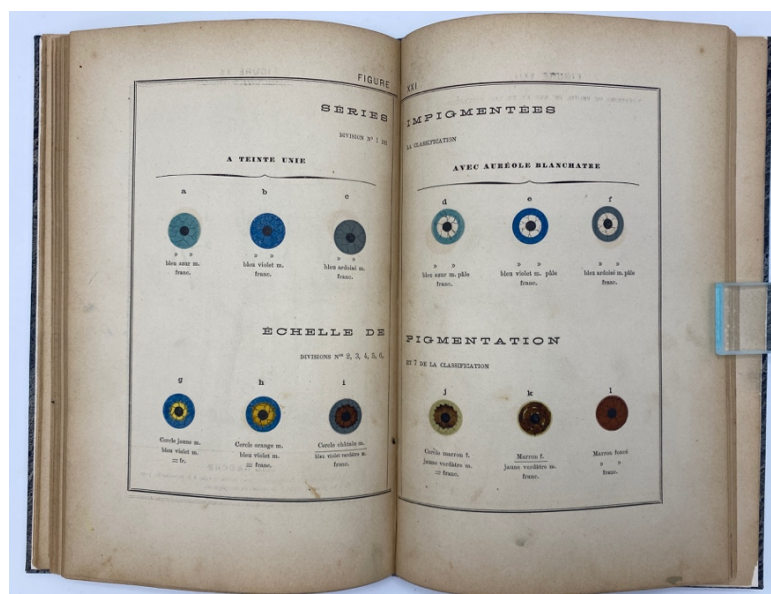 FIGURE XXI
SÉRIES IMPIGMENTÉES
DIVISION Nº 1 DE LA CLASSIFICATION
A TEINTE UNIE
AVEC AURÉOLE BLANCHATRE
a b c d e f
» » » » » » » » » » » »
bleu azur m. bleu violet m. bleu ardoisé m. bleu azur m. pâle bleu violet m. pâle bleu ardoisé m. pâle
franc. franc. franc. franc. franc. franc.
ÉCHELLE DE PIGMENTATION
DIVISIONS Nos 2, 3, 4, 5, 6, ET 7 DE LA CLASSIFICATION
g h i j k l
Cercle jaune m. Cercle orange m. Cercle châtain m. Cercle marron f. Marron f. Marron foncé
bleu violet m. bleu violet m. bleu violet verdâtre m. jaune verdâtre m. jaune verdâtre m. » »
= fr. = franc. franc. = franc. franc. franc.